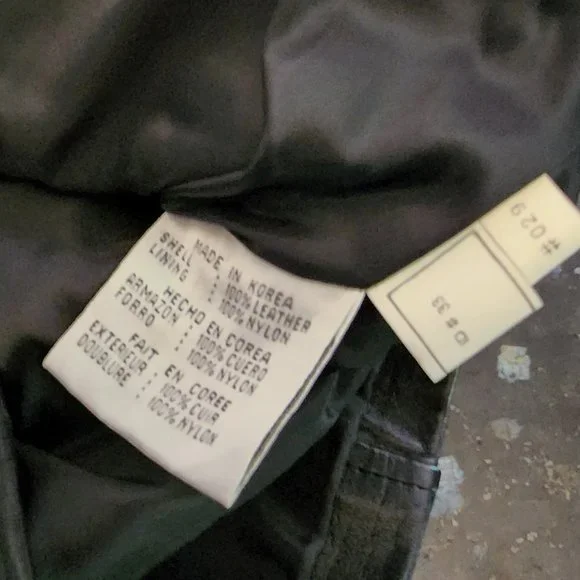 MADE IN KOREA
SHELL : 100% LEATHER
LINING : 100% NYLON
HECHO EN COREA
ARMAZON : 100% CUERO
FORRO : 100% NYLON
FAIT EN COREE
EXTERIEUR : 100% CUIR
DOUBLURE : 100% NYLON
#029
D# 33